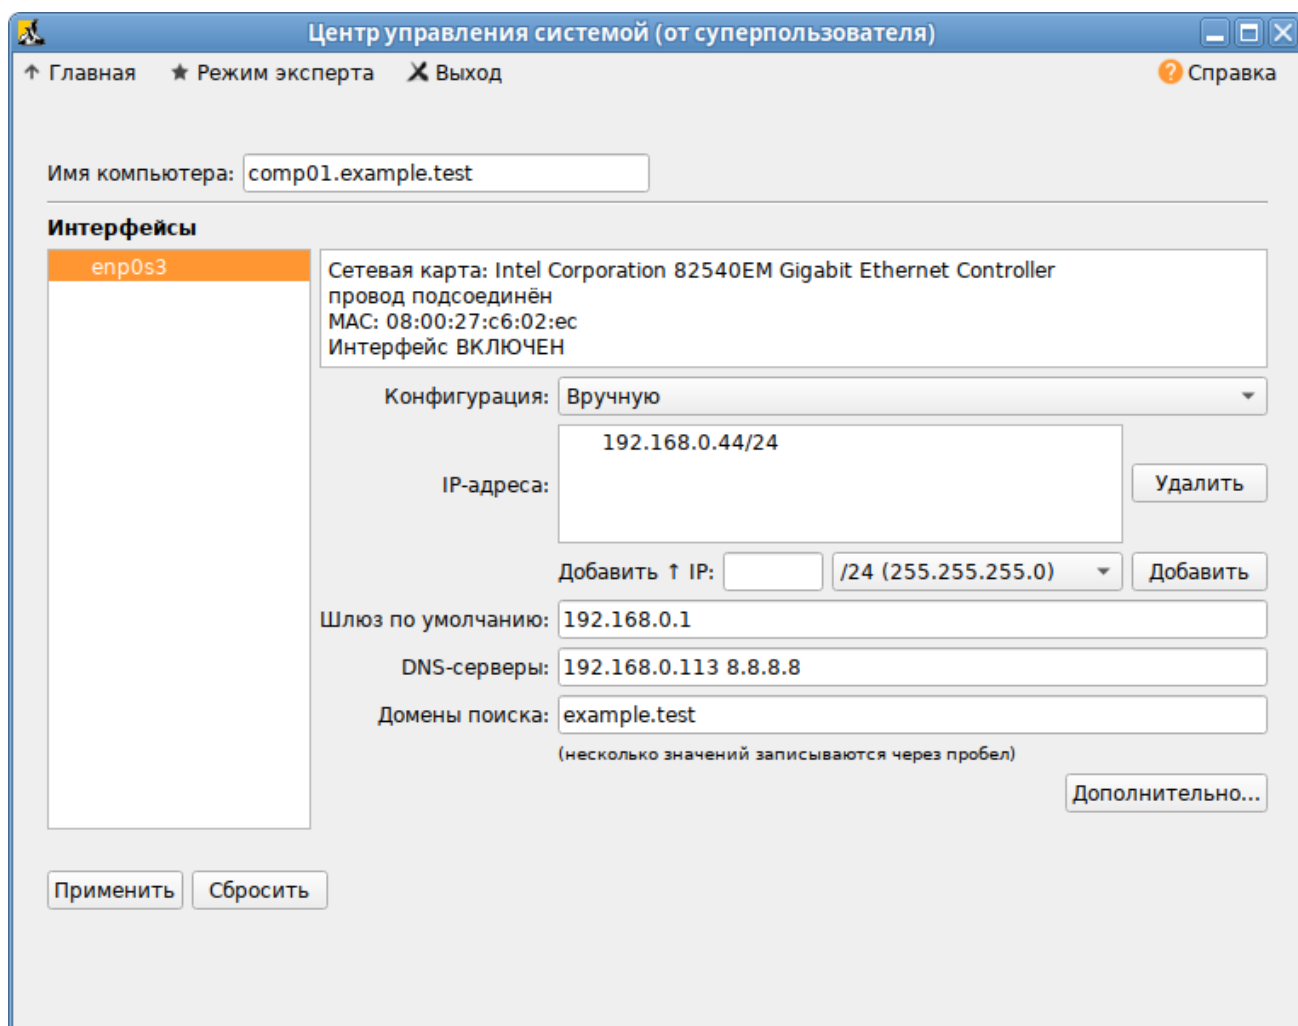 Центр управления системой (от суперпользователя)
Главная Режим эксперта Выход Справка
Имя компьютера: comp01.example.test
Интерфейсы
enp0s3
Сетевая карта: Intel Corporation 82540EM Gigabit Ethernet Controller
провод подсоединён
MAC: 08:00:27:c6:02:ec
Интерфейс ВКЛЮЧЕН
Конфигурация: Вручную
192.168.0.44/24
IP-адреса: Удалить
Добавить ↑ IP: /24 (255.255.255.0) Добавить
Шлюз по умолчанию: 192.168.0.1
DNS-серверы: 192.168.0.113 8.8.8.8
Домены поиска: example.test
(несколько значений записываются через пробел)
Дополнительно...
Применить Сбросить